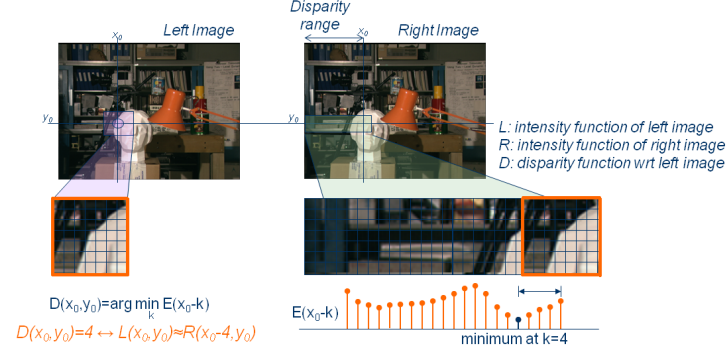 Disparity
range
Left Image
Right Image
x₀
x₀
y₀
y₀
L: intensity function of left image
R: intensity function of right image
D: disparity function wrt left image
D(x₀,y₀)=arg min E(x₀-k)
k
D(x₀,y₀)=4 ↔ L(x₀,y₀)≈R(x₀-4,y₀)
E(x₀-k)
minimum at k=4